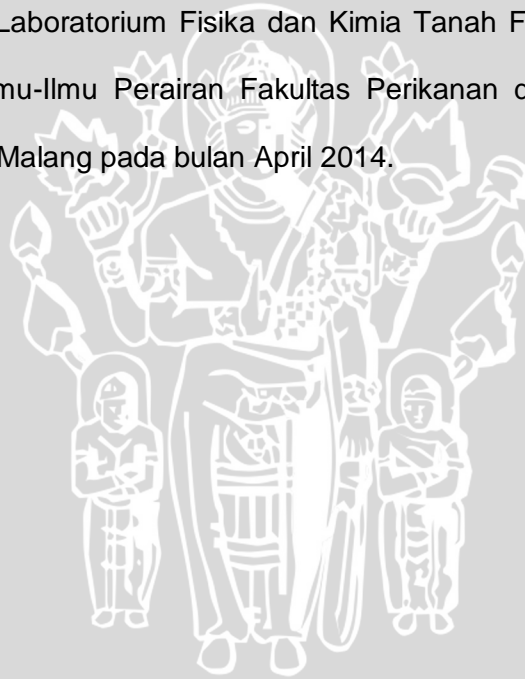 Laboratorium Fisika dan Kimia Tanah F
mu-Ilmu Perairan Fakultas Perikanan d
Malang pada bulan April 2014.